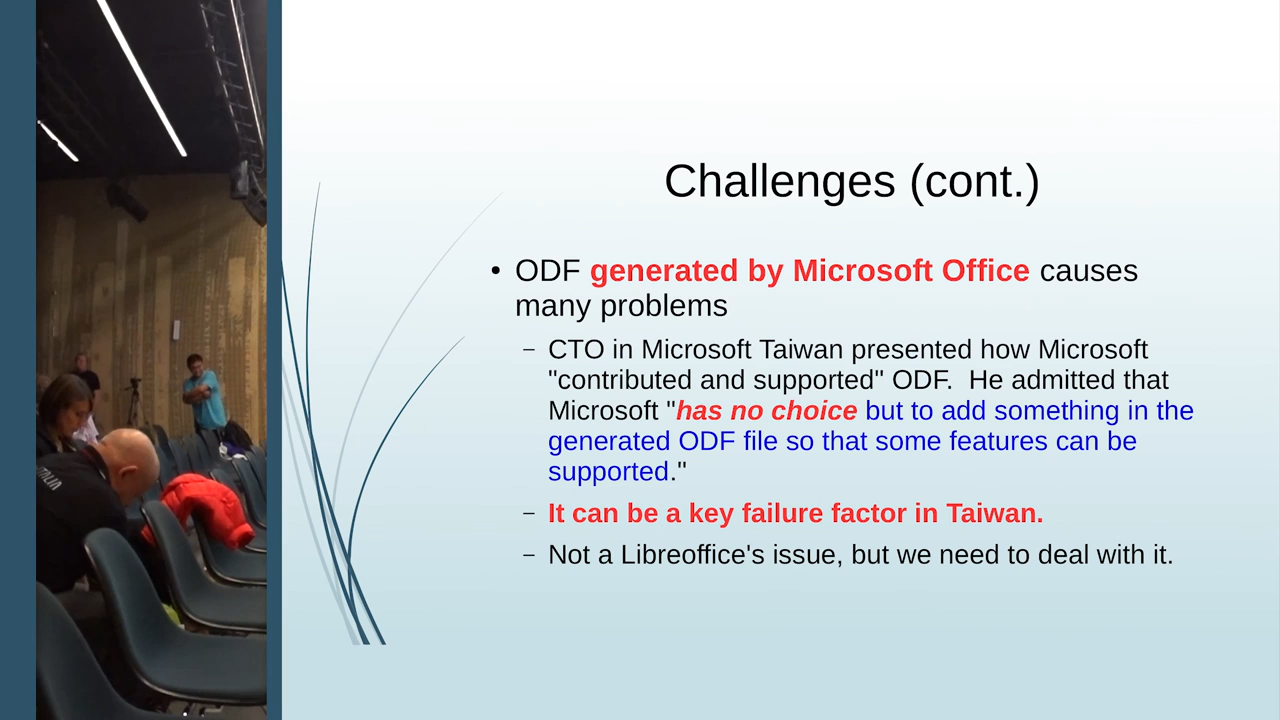 Challenges (cont.)
• ODF generated by Microsoft Office causes
many problems
– CTO in Microsoft Taiwan presented how Microsoft
"contributed and supported" ODF.  He admitted that
Microsoft "has no choice but to add something in the
generated ODF file so that some features can be
supported."
– It can be a key failure factor in Taiwan.
– Not a Libreoffice's issue, but we need to deal with it.